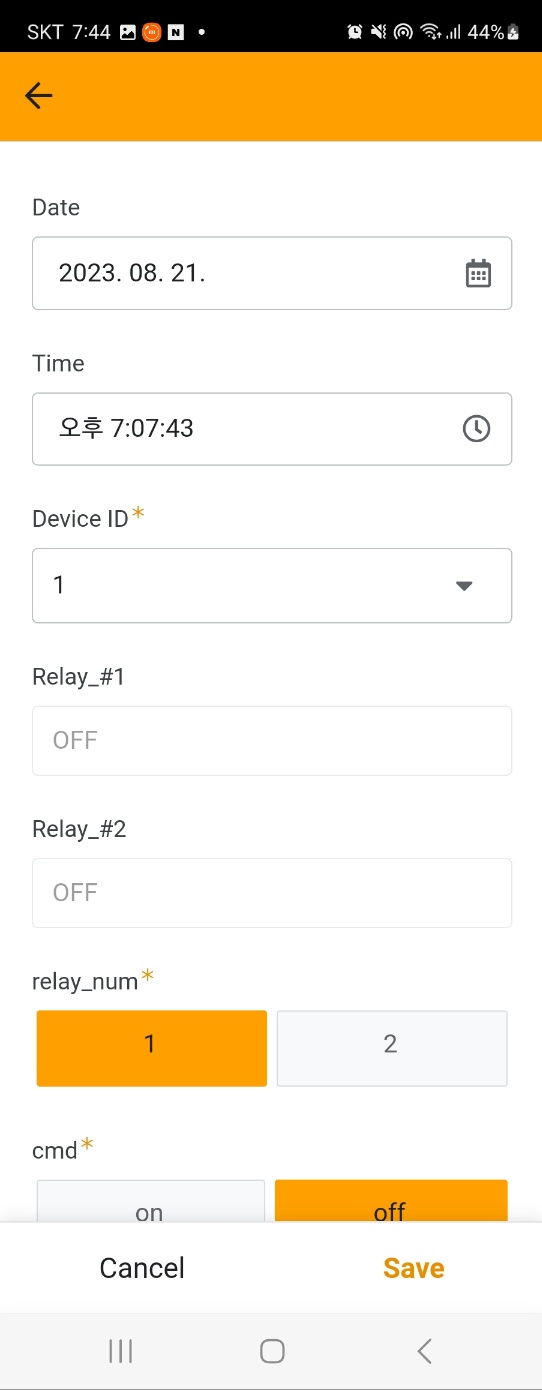 SKT 7:44 44%
Date
2023. 08. 21.
Time
오후 7:07:43
Device ID*
1
Relay_#1
OFF
Relay_#2
OFF
relay_num*
1 2
cmd*
on off
Cancel Save